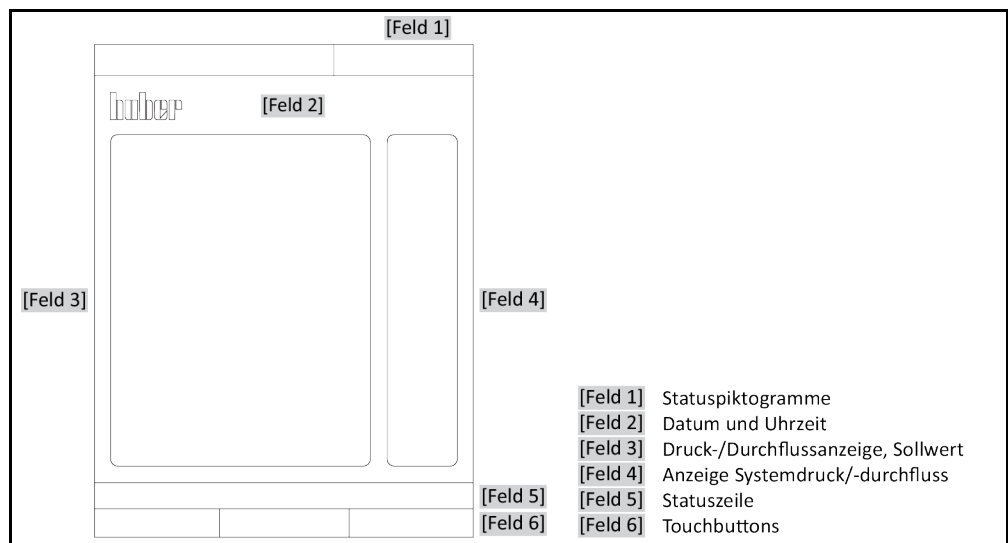 [Feld 1]
huber
[Feld 2]
[Feld 3]
[Feld 4]
[Feld 5]
[Feld 6]
[Feld 1] Statuspiktogramme
[Feld 2] Datum und Uhrzeit
[Feld 3] Druck-/Durchflussanzeige, Sollwert
[Feld 4] Anzeige Systemdruck/-durchfluss
[Feld 5] Statuszeile
[Feld 6] Touchbuttons